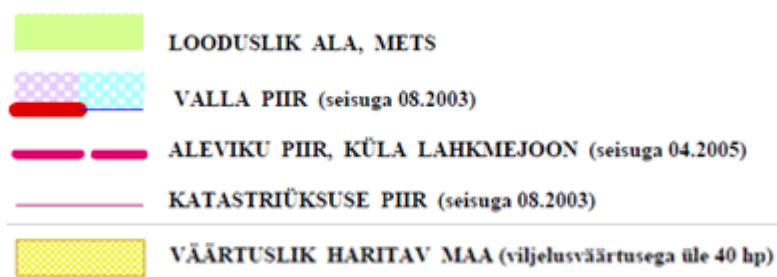 LOODUSLIK ALA, METS
VALLA PIIR (seisuga 08.2003)
ALEVIKU PIIR, KÜLA LAHKMEJOON (seisuga 04.2005)
KATASTRIÜKSUSE PIIR (seisuga 08.2003)
VÄÄRTUSLIK HARITAV MAA (viljelusväärtusega üle 40 hp)